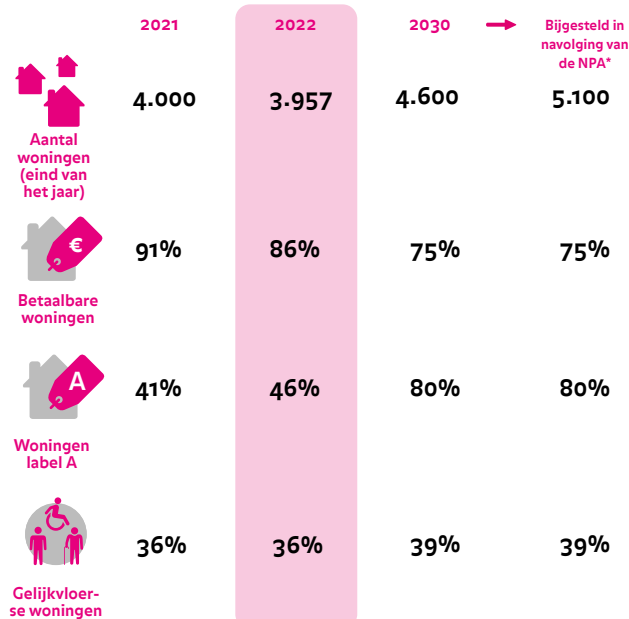 2021 2022 2030 Bijgesteld in
navolging van
de NPA*
4.000 3.957 4.600 5.100
Aantal
woningen
(eind van
het jaar)
€
91% 86% 75% 75%
Betaalbare
woningen
A
41% 46% 80% 80%
Woningen
label A
36% 36% 39% 39%
Gelijkvloer-
se woningen